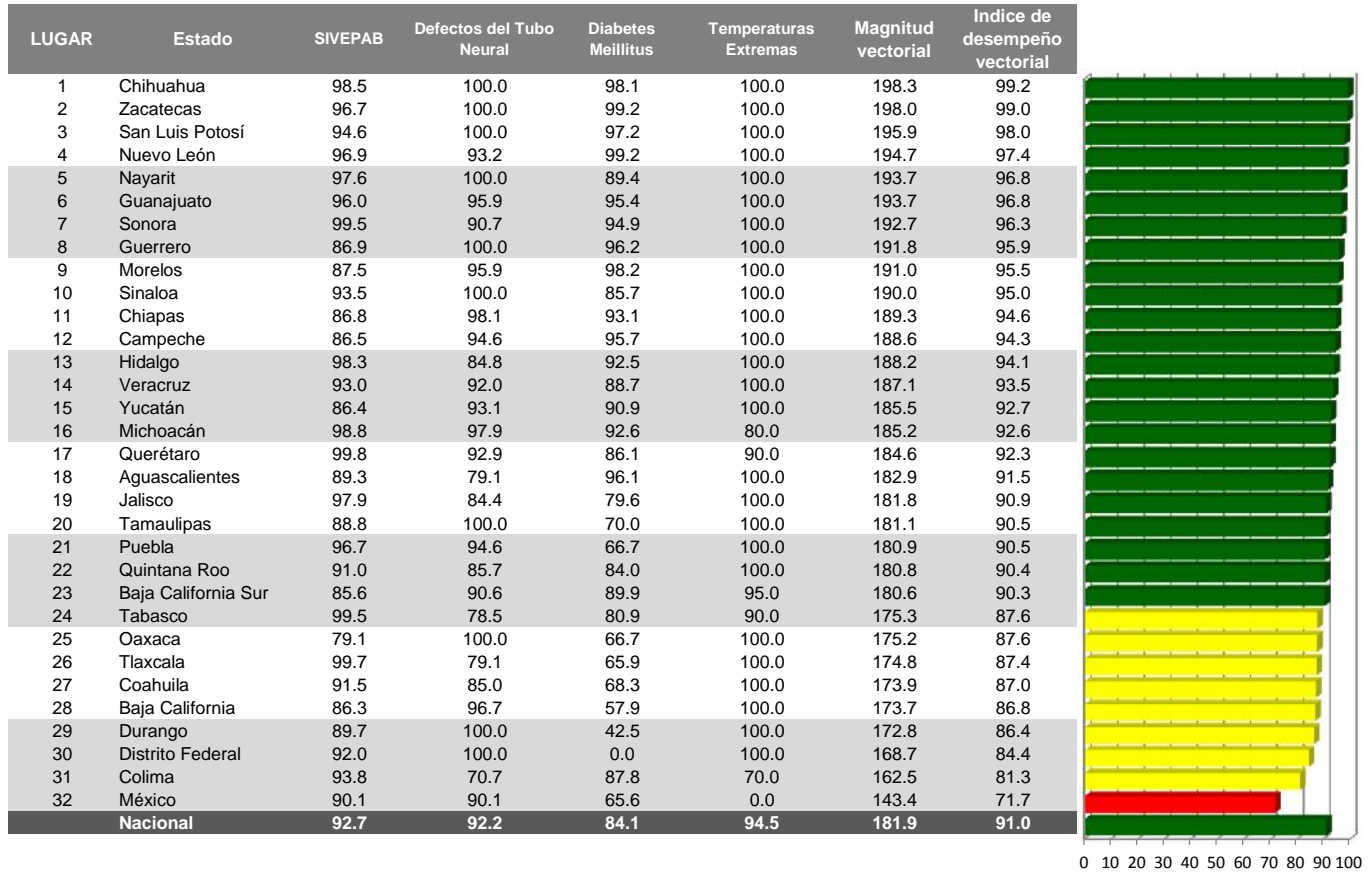 LUGAR Estado SIVEPAB Defectos del Tubo Neural Diabetes Meillitus Temperaturas Extremas Magnitud vectorial Indice de desempeño vectorial
1 Chihuahua 98.5 100.0 98.1 100.0 198.3 99.2
2 Zacatecas 96.7 100.0 99.2 100.0 198.0 99.0
3 San Luis Potosí 94.6 100.0 97.2 100.0 195.9 98.0
4 Nuevo León 96.9 93.2 99.2 100.0 194.7 97.4
5 Nayarit 97.6 100.0 89.4 100.0 193.7 96.8
6 Guanajuato 96.0 95.9 95.4 100.0 193.7 96.8
7 Sonora 99.5 90.7 94.9 100.0 192.7 96.3
8 Guerrero 86.9 100.0 96.2 100.0 191.8 95.9
9 Morelos 87.5 95.9 98.2 100.0 191.0 95.5
10 Sinaloa 93.5 100.0 85.7 100.0 190.0 95.0
11 Chiapas 86.8 98.1 93.1 100.0 189.3 94.6
12 Campeche 86.5 94.6 95.7 100.0 188.6 94.3
13 Hidalgo 98.3 84.8 92.5 100.0 188.2 94.1
14 Veracruz 93.0 92.0 88.7 100.0 187.1 93.5
15 Yucatán 86.4 93.1 90.9 100.0 185.5 92.7
16 Michoacán 98.8 97.9 92.6 80.0 185.2 92.6
17 Querétaro 99.8 92.9 86.1 90.0 184.6 92.3
18 Aguascalientes 89.3 79.1 96.1 100.0 182.9 91.5
19 Jalisco 97.9 84.4 79.6 100.0 181.8 90.9
20 Tamaulipas 88.8 100.0 70.0 100.0 181.1 90.5
21 Puebla 96.7 94.6 66.7 100.0 180.9 90.5
22 Quintana Roo 91.0 85.7 84.0 100.0 180.8 90.4
23 Baja California Sur 85.6 90.6 89.9 95.0 180.6 90.3
24 Tabasco 99.5 78.5 80.9 90.0 175.3 87.6
25 Oaxaca 79.1 100.0 66.7 100.0 175.2 87.6
26 Tlaxcala 99.7 79.1 65.9 100.0 174.8 87.4
27 Coahuila 91.5 85.0 68.3 100.0 173.9 87.0
28 Baja California 86.3 96.7 57.9 100.0 173.7 86.8
29 Durango 89.7 100.0 42.5 100.0 172.8 86.4
30 Distrito Federal 92.0 100.0 0.0 100.0 168.7 84.4
31 Colima 93.8 70.7 87.8 70.0 162.5 81.3
32 México 90.1 90.1 65.6 0.0 143.4 71.7
Nacional 92.7 92.2 84.1 94.5 181.9 91.0
0 10 20 30 40 50 60 70 80 90 100